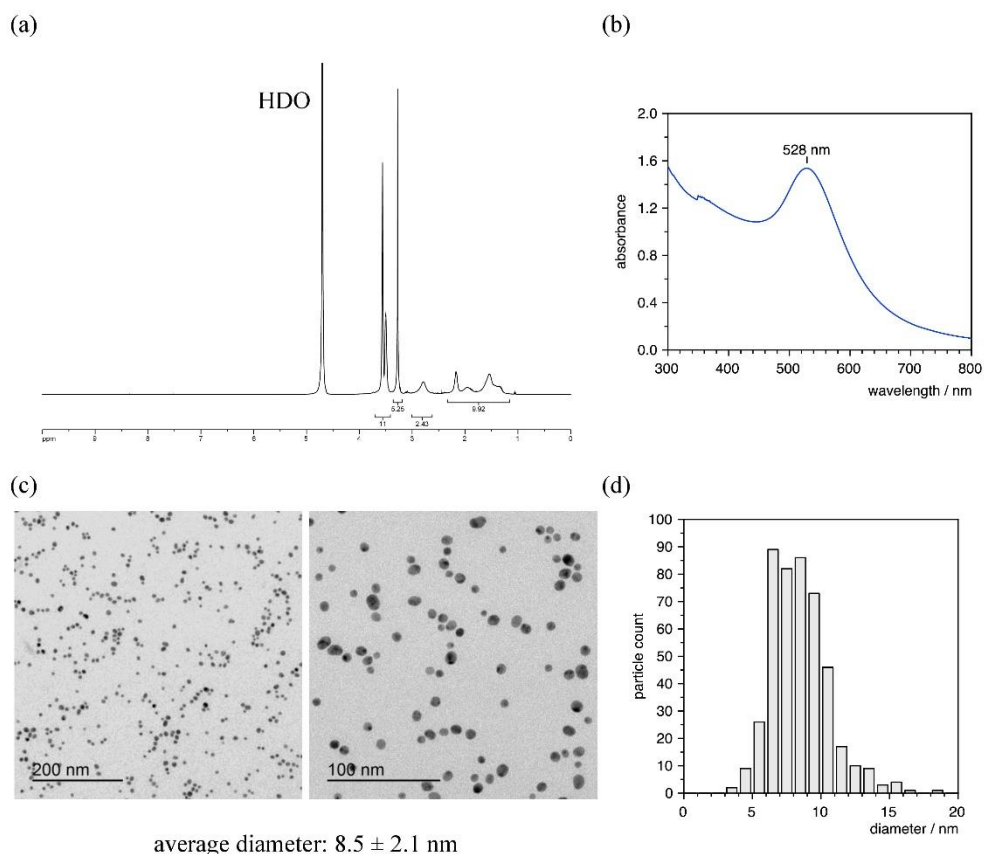 (a)
HDO
5.25
9.92
11
2.40
ppm 9 8 7 6 5 4 3 2 1 0
(b)
2.0
1.6
1.2
0.8
0.4
0.0
absorbance
528 nm
300 400 500 600 700 800
wavelength / nm
(c)
200 nm
100 nm
average diameter: 8.5 ± 2.1 nm
(d)
100
90
80
70
60
50
40
30
20
10
0
particle count
0 5 10 15 20
diameter / nm